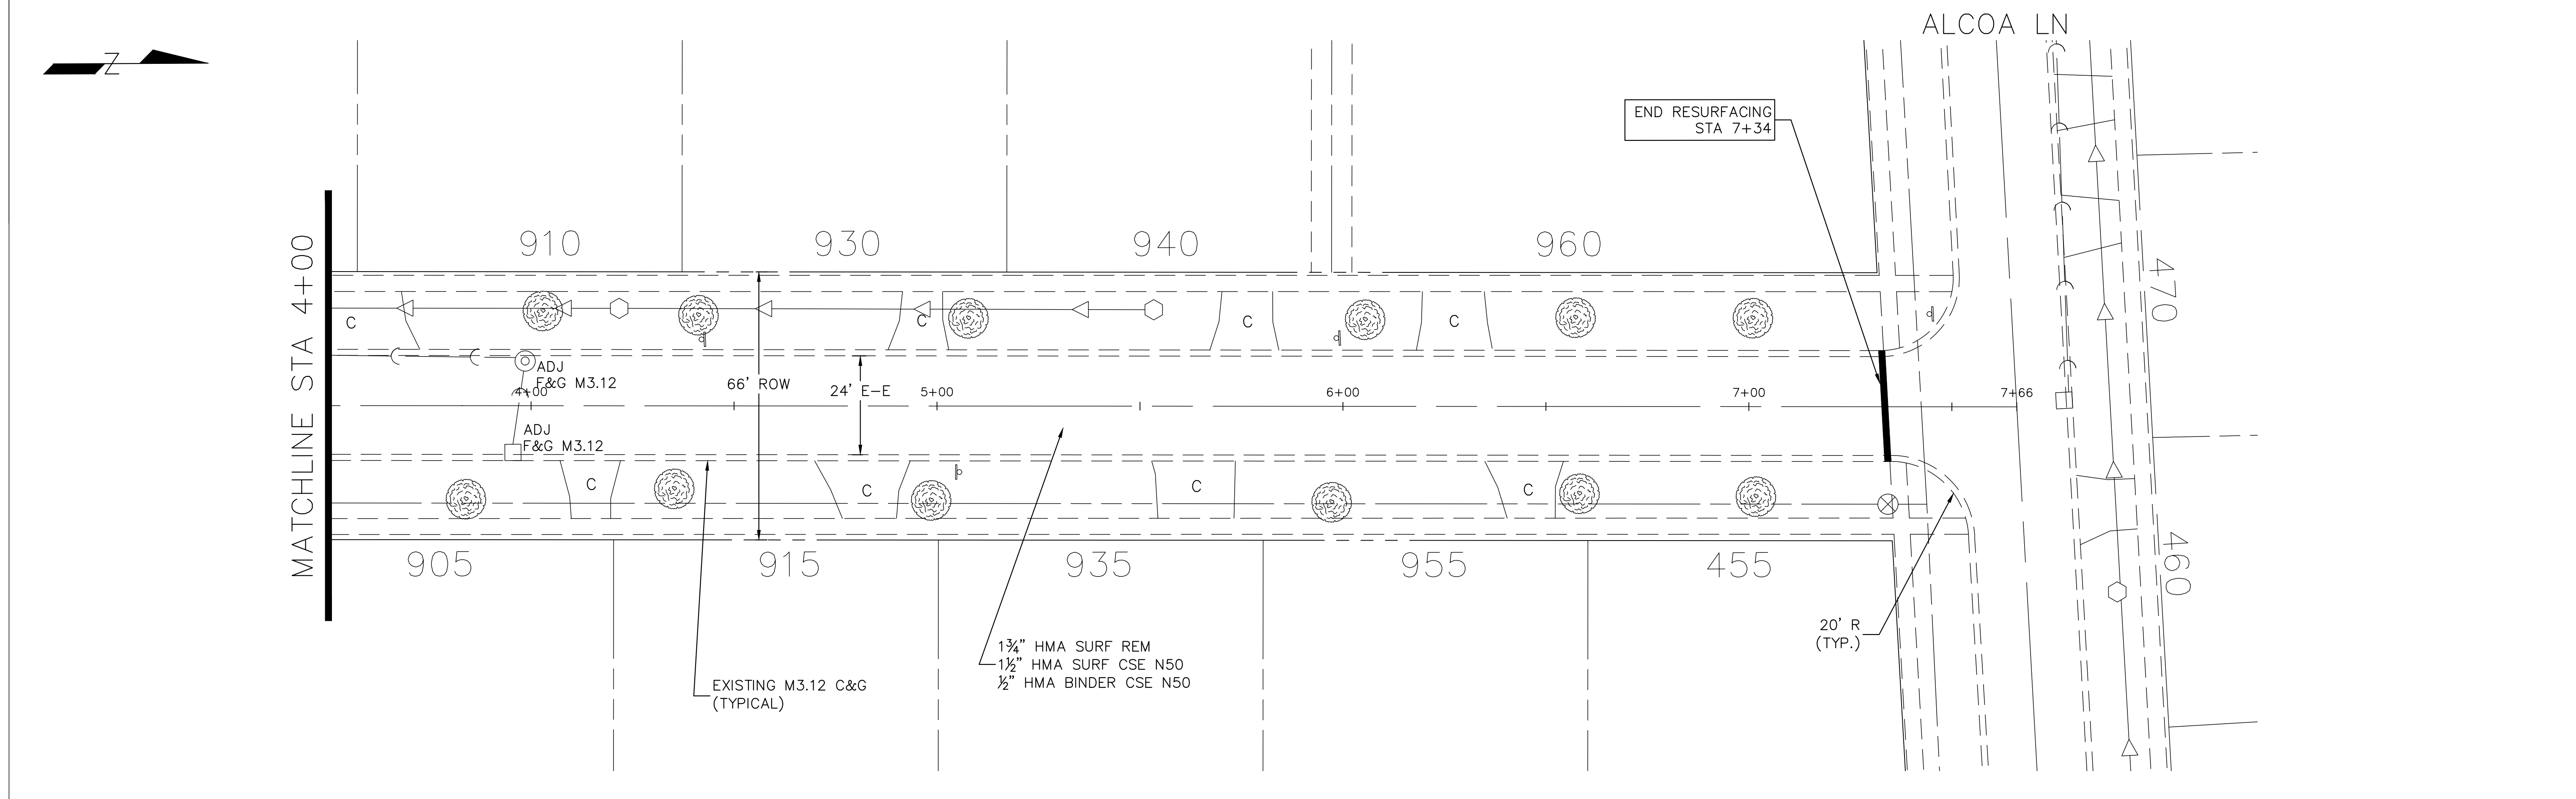 ALCOA LN
Z
END RESURFACING
STA 7+34
MATCHLINE STA 4+00
910
930
940
960
470
C
C
C
C
ADJ
F&G M3.12
66' ROW
24' E-E
4+00
5+00
6+00
7+00
7+66
ADJ
F&G M3.12
C
C
C
C
905
915
935
955
455
460
20' R
(TYP.)
1¾" HMA SURF REM
1½" HMA SURF CSE N50
½" HMA BINDER CSE N50
EXISTING M3.12 C&G
(TYPICAL)